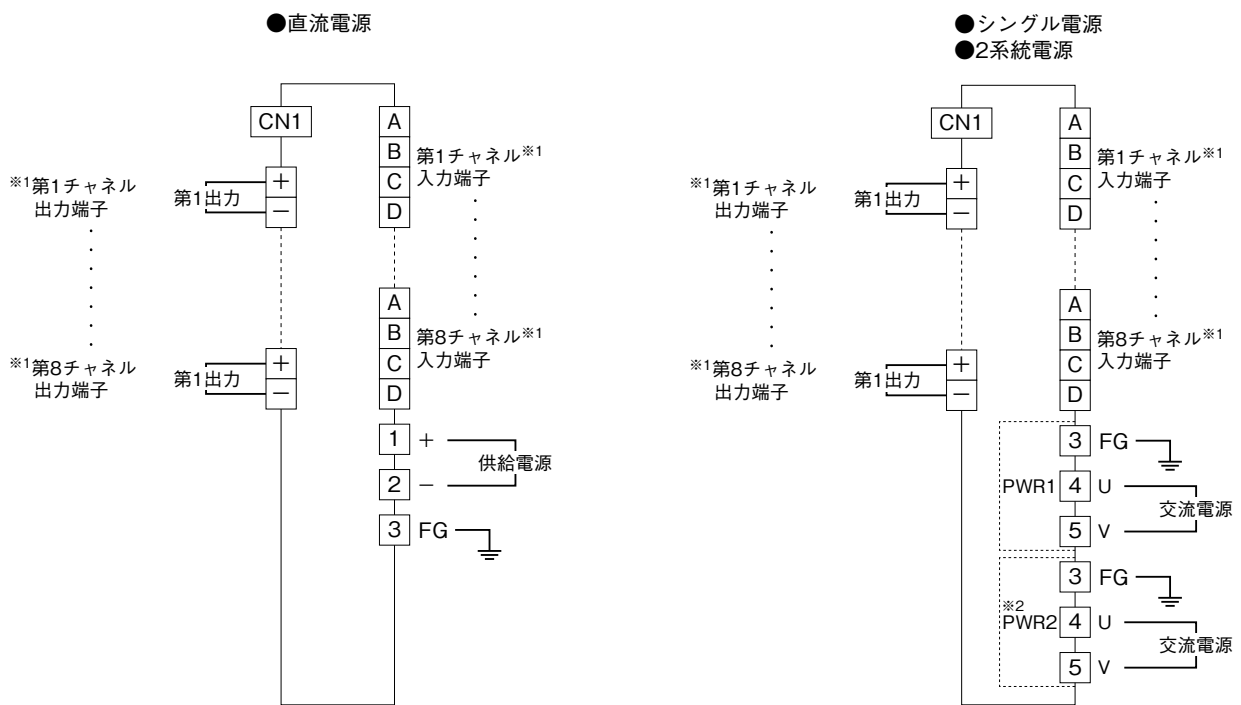 ●直流電源
CN1
A
B
C
D
第1チャネル※1
入力端子
※1第1チャネル
出力端子
第1出力
+
−
A
B
C
D
第8チャネル※1
入力端子
※1第8チャネル
出力端子
第1出力
+
−
1 +
2 −
供給電源
3 FG
●シングル電源
●2系統電源
CN1
A
B
C
D
第1チャネル※1
入力端子
※1第1チャネル
出力端子
第1出力
+
−
A
B
C
D
第8チャネル※1
入力端子
※1第8チャネル
出力端子
第1出力
+
−
3 FG
PWR1 4 U
交流電源
5 V
3 FG
※2
PWR2 4 U
交流電源
5 V